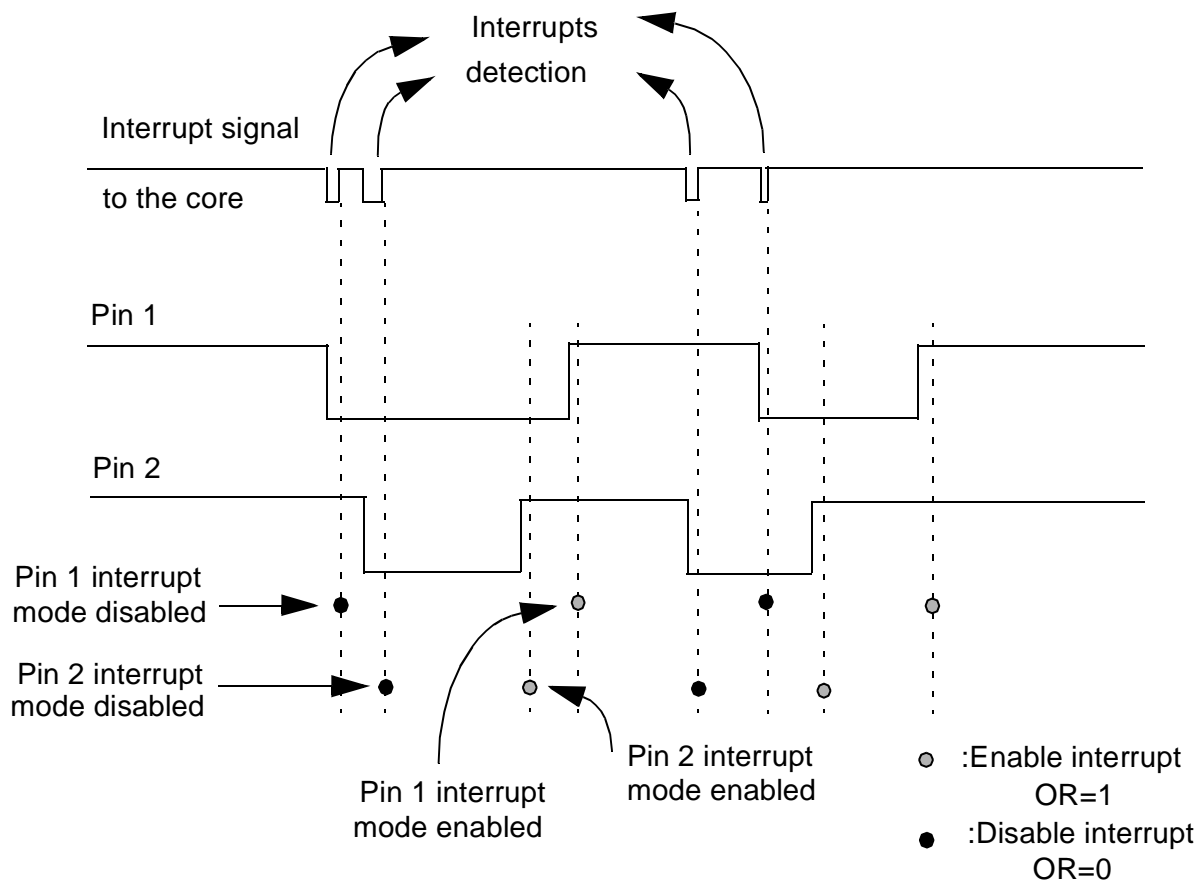 Interrupts
detection
Interrupt signal
to the core
Pin 1
Pin 2
Pin 1 interrupt
mode disabled
Pin 2 interrupt
mode disabled
Pin 1 interrupt
mode enabled
Pin 2 interrupt
mode enabled
:Enable interrupt
OR=1
:Disable interrupt
OR=0